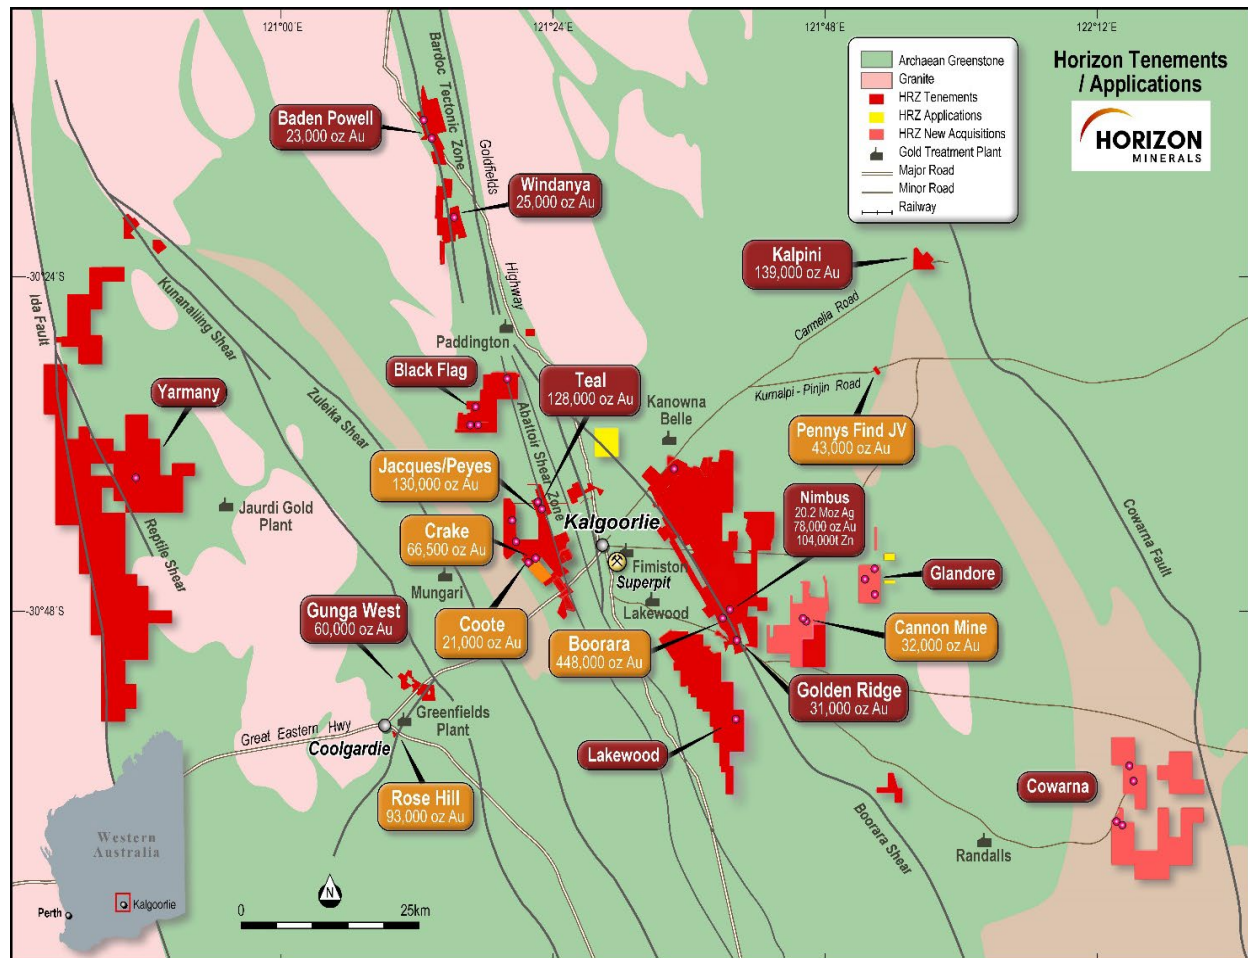 121°00'E
121°24'E
121°48'E
122°12'E
Horizon Tenements
/ Applications
HORIZON
MINERALS
Archaean Greenstone
Granite
HRZ Tenements
HRZ Applications
HRZ New Acquisitions
Gold Treatment Plant
Major Road
Minor Road
Railway
Bardoc Tectonic Zone
Goldfields
Highway
Baden Powell
23,000 oz Au
Windanya
25,000 oz Au
Kalpini
139,000 oz Au
-30°24'S
Ida Fault
Kunanalling Shear
Carmelia Road
Paddington
Zuleika Shear
Black Flag
Teal
128,000 oz Au
Abattoir Shear Zone
Kanowna
Belle
Kurnalpi - Pinjin Road
Yarmany
Pennys Find JV
43,000 oz Au
Jacques/Peyes
130,000 oz Au
Jaurdi Gold
Plant
Reptile Shear
Crake
66,500 oz Au
Kalgoorlie
Nimbus
20.2 Moz Ag
78,000 oz Au
104,000t Zn
Cowarna Fault
Fimiston
Superpit
Glandore
Mungari
-30°48'S
Lakewood
Gunga West
60,000 oz Au
Coote
21,000 oz Au
Boorara
448,000 oz Au
Cannon Mine
32,000 oz Au
Golden Ridge
31,000 oz Au
Greenfields
Plant
Great Eastern Hwy
Coolgardie
Lakewood
Rose Hill
93,000 oz Au
Cowarna
Boorara Shear
Randalls
Western
Australia
Perth
Kalgoorlie
N
0
25km